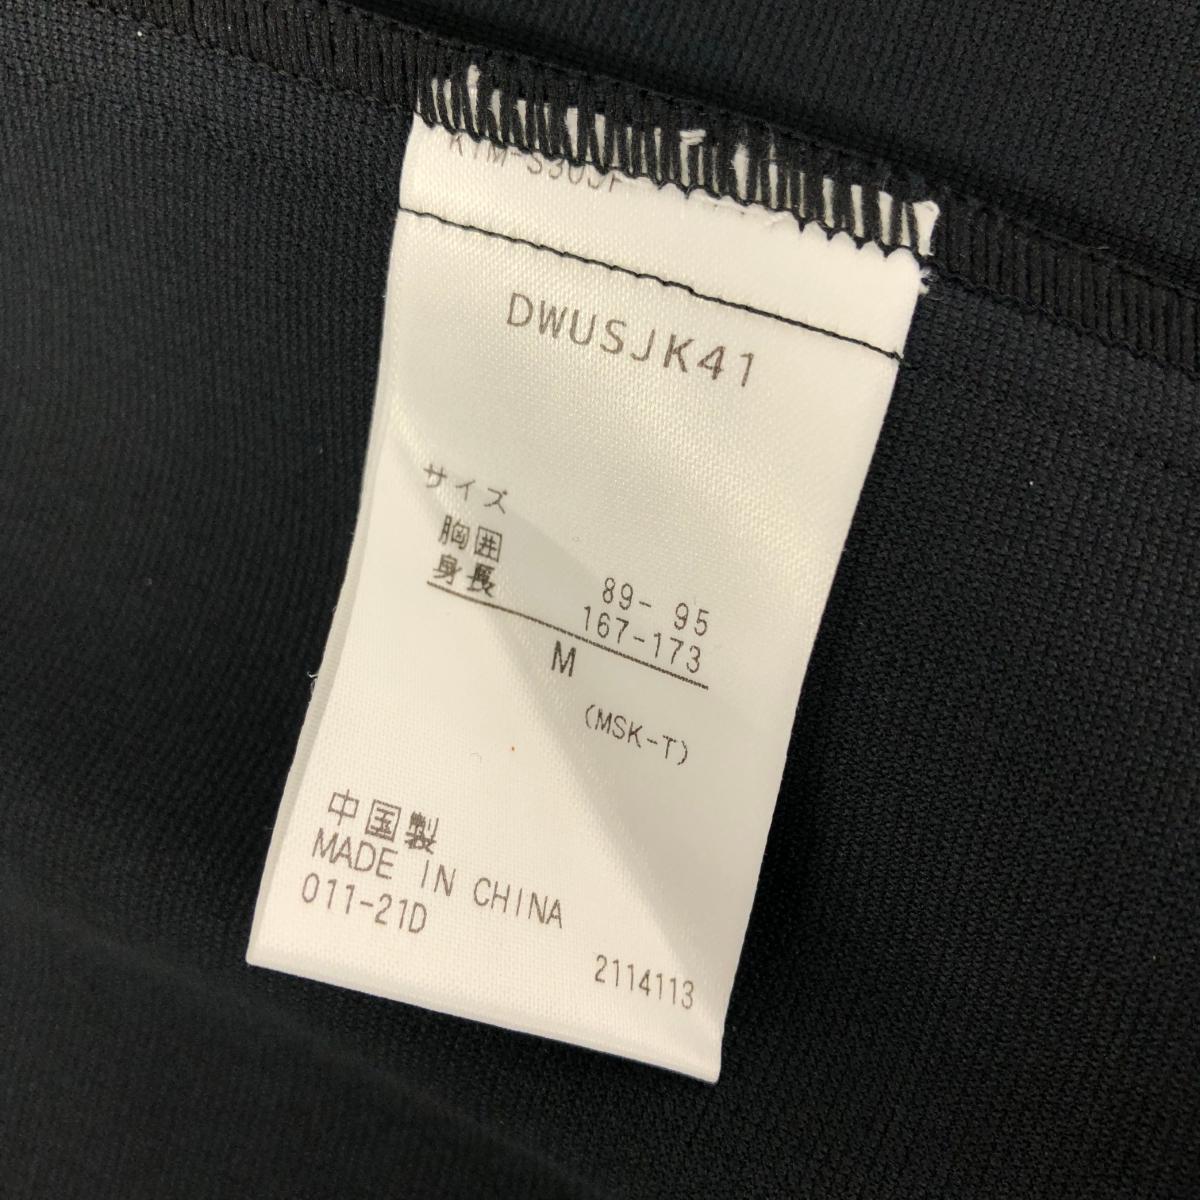 DWUSJK41
サイズ
胸囲 89- 95
身長 167-173
M
(MSK-T)
中国製
MADE IN CHINA
011-21D
2114113